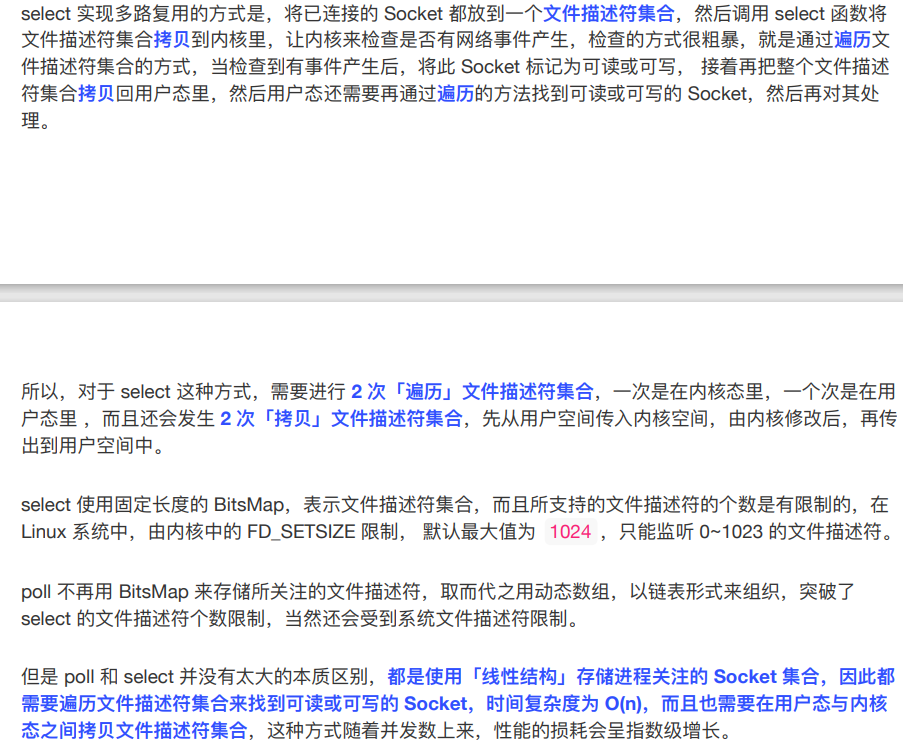 select 实现多路复用的方式是，将已连接的 Socket 都放到一个文件描述符集合，然后调用 select 函数将
文件描述符集合拷贝到内核里，让内核来检查是否有网络事件产生，检查的方式很粗暴，就是通过遍历文
件描述符集合的方式，当检查到有事件产生后，将此 Socket 标记为可读或可写， 接着再把整个文件描述
符集合拷贝回用户态里，然后用户态还需要再通过遍历的方法找到可读或可写的 Socket，然后再对其处
理。
所以，对于 select 这种方式，需要进行 2 次「遍历」文件描述符集合，一次是在内核态里，一个次是在用
户态里 ，而且还会发生 2 次「拷贝」文件描述符集合，先从用户空间传入内核空间，由内核修改后，再传
出到用户空间中。
select 使用固定长度的 BitsMap，表示文件描述符集合，而且所支持的文件描述符的个数是有限制的，在
Linux 系统中，由内核中的 FD_SETSIZE 限制， 默认最大值为 1024 ，只能监听 0~1023 的文件描述符。
poll 不再用 BitsMap 来存储所关注的文件描述符，取而代之用动态数组，以链表形式来组织，突破了
select 的文件描述符个数限制，当然还会受到系统文件描述符限制。
但是 poll 和 select 并没有太大的本质区别，都是使用「线性结构」存储进程关注的 Socket 集合，因此都
需要遍历文件描述符集合来找到可读或可写的 Socket，时间复杂度为 O(n)，而且也需要在用户态与内核
态之间拷贝文件描述符集合，这种方式随着并发数上来，性能的损耗会呈指数级增长。